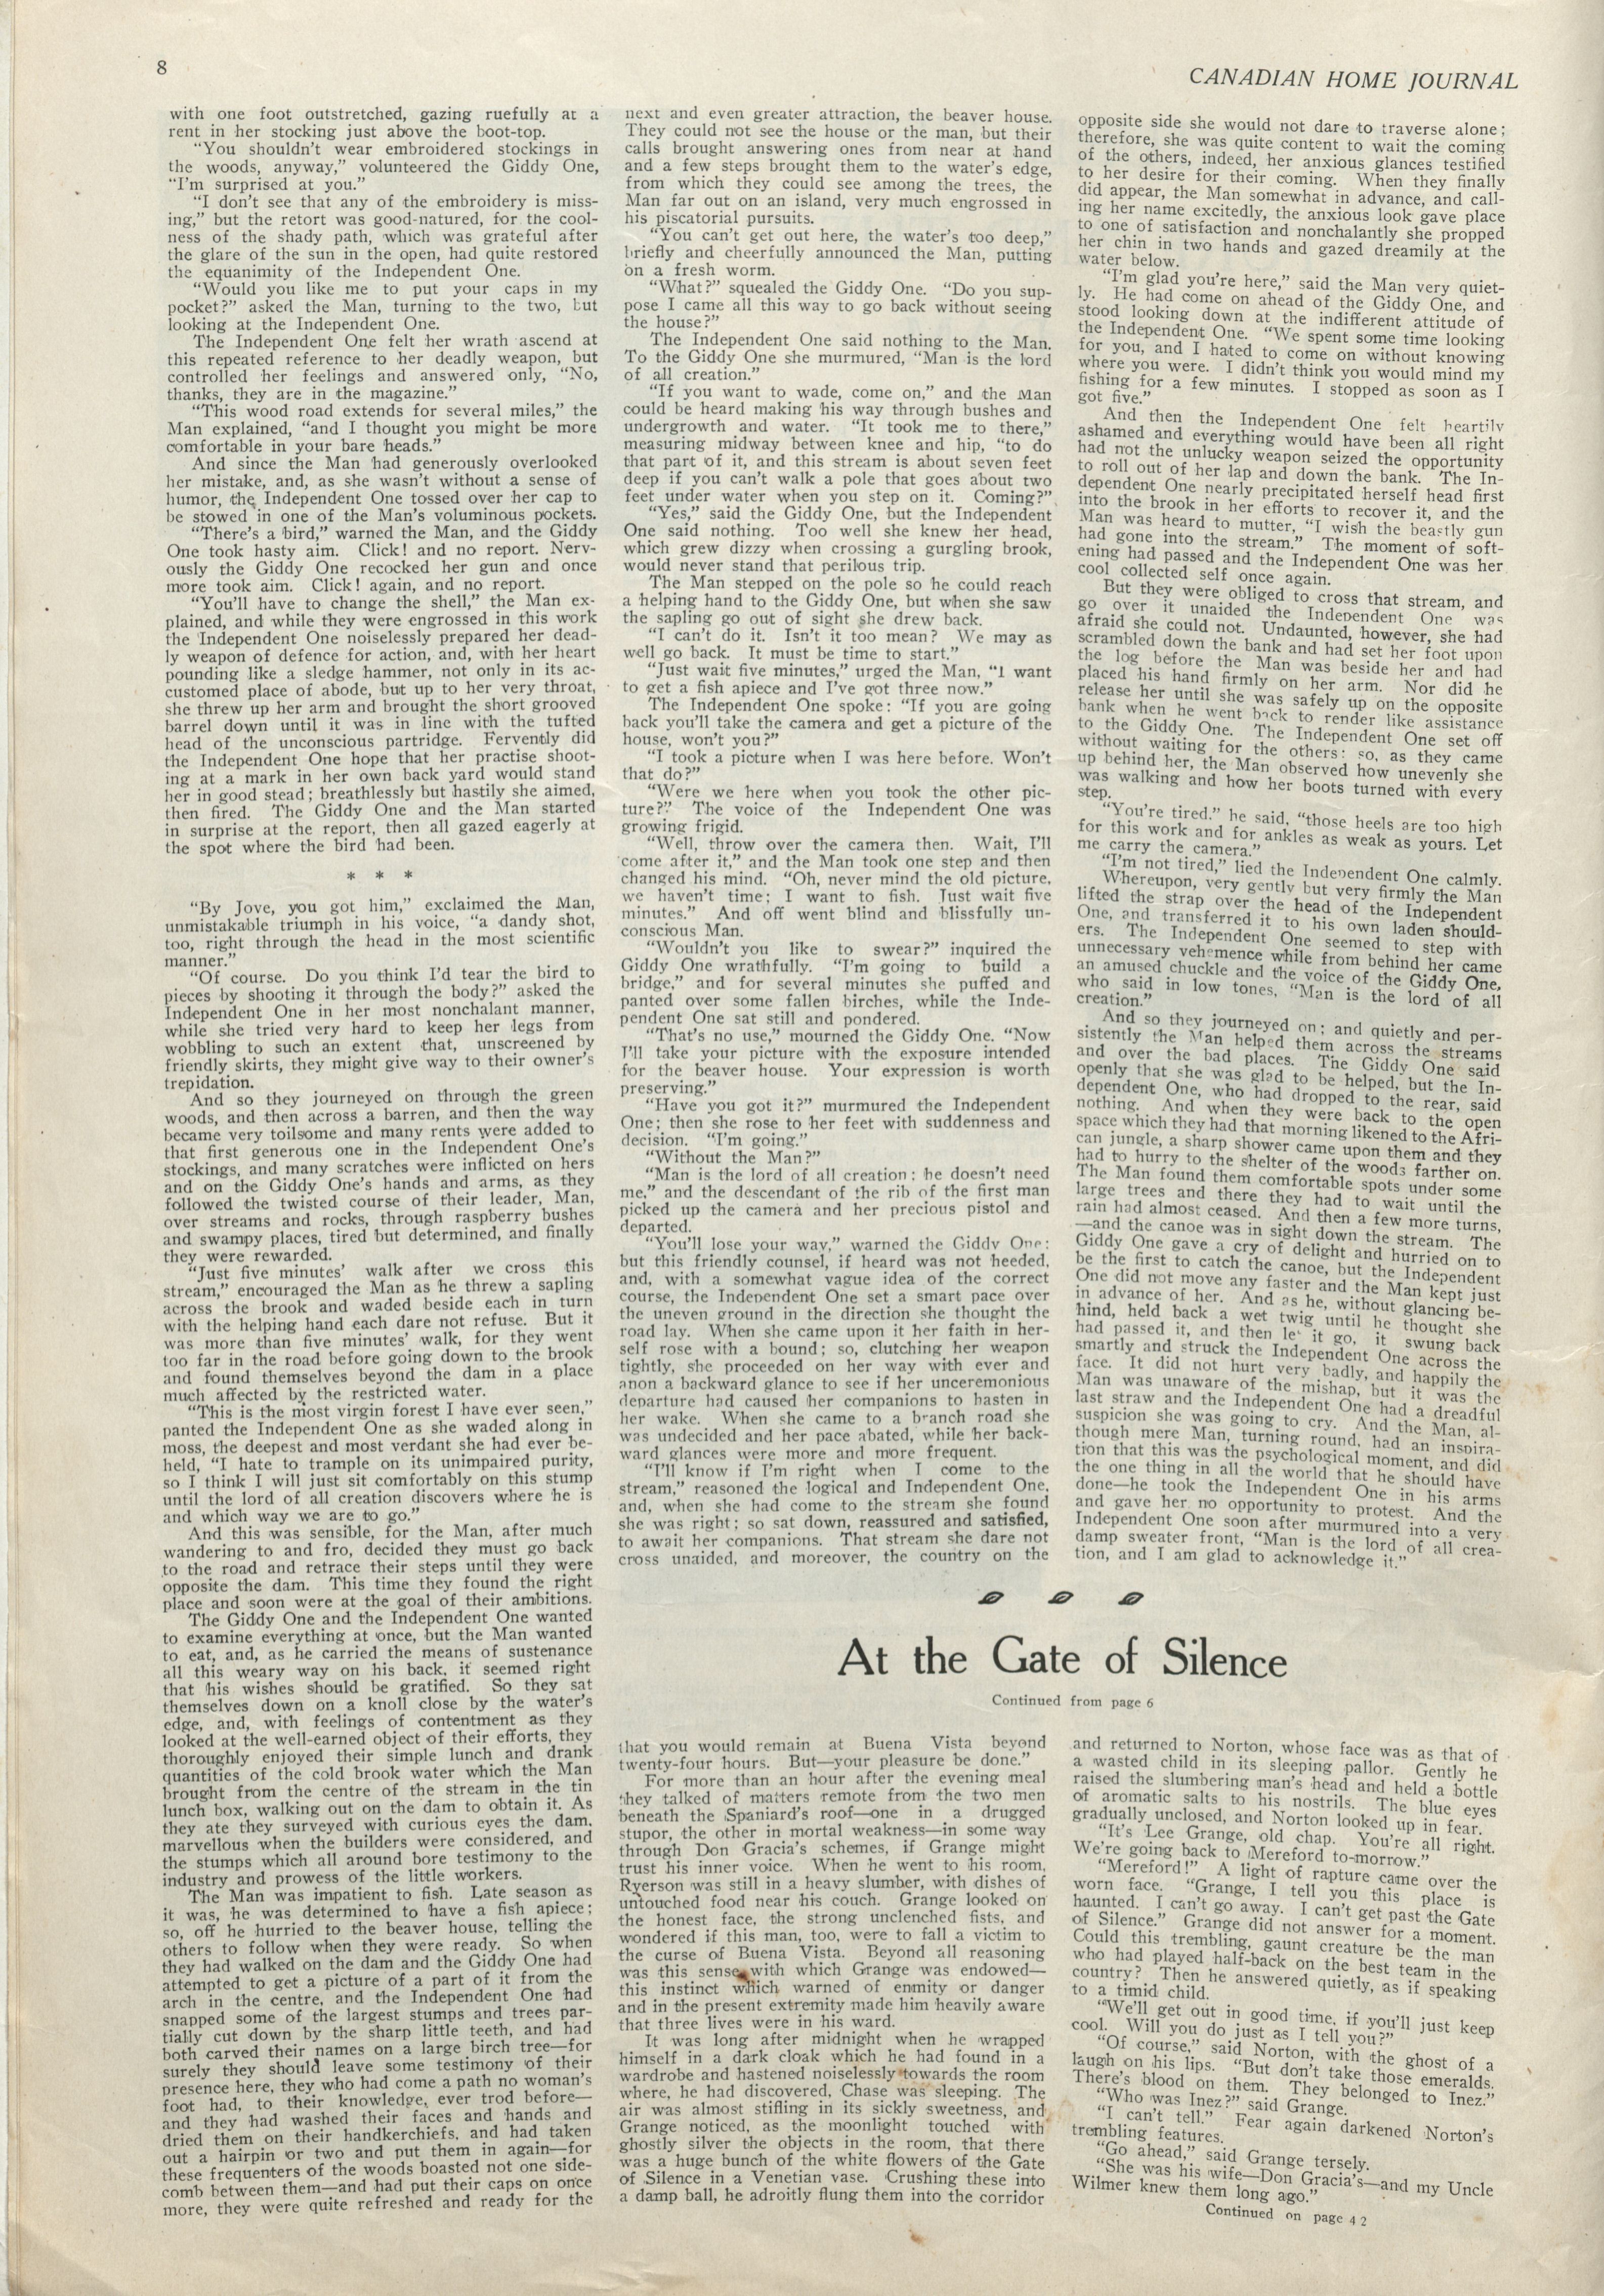 8
CANADIAN HOME JOURNAL
with one foot outstretched, gazing ruefully at a
rent in her stocking just above the boot-top.
"You shouldn't wear embroidered stockings in
the woods, anyway," volunteered the Giddy One,
"I'm surprised at you."
"I don't see that any of the embroidery is miss-
ing," but the retort was good-natured, for the cool-
ness of the shady path, which was grateful after
the glare of the sun in the open, had quite restored
the equanimity of the Independent One.
"Would you like me to put your caps in my
pocket?" asked the Man, turning to the two, but
looking at the Independent One.
The Independent One felt her wrath ascend at
this repeated reference to her deadly weapon, but
controlled her feelings and answered only, "No,
thanks, they are in the magazine."
"This wood road extends for several miles," the
Man explained, "and I thought you might be more
comfortable in your bare heads."
And since the Man had generously overlooked
her mistake, and, as she wasn't without a sense of
humor, the Independent One tossed over her cap to
be stowed in one of the Man's voluminous pockets.
"There's a bird," warned the Man, and the Giddy
One took hasty aim. Click! and no report. Nerv-
ously the Giddy One recocked her gun and once
more took aim. Click! again, and no report.
"You'll have to change the shell," the Man ex-
plained, and while they were engrossed in this work
the Independent One noiselessly prepared her dead-
ly weapon of defence for action, and, with her heart
pounding like a sledge hammer, not only in its ac-
customed place of abode, but up to her very throat,
she threw up her arm and brought the short grooved
barrel down until it was in line with the tufted
head of the unconscious partridge. Fervently did
the Independent One hope that her practise shoot-
ing at a mark in her own back yard would stand
her in good stead; breathlessly but hastily she aimed,
then fired. The Giddy One and the Man started
in surprise at the report, then all gazed eagerly at
the spot where the bird had been.
* * *
"By Jove, you got him," exclaimed the Man,
unmistakable triumph in his voice, "a dandy shot,
too, right through the head in the most scientific
manner."
"Of course. Do you think I'd tear the bird to
pieces by shooting it through the body?" asked the
Independent One in her most nonchalant manner,
while she tried very hard to keep her legs from
wobbling to such an extent that, unscreened by
friendly skirts, they might give way to their owner's
trepidation.
And so they journeyed on through the green
woods, and then across a barren, and then the way
became very toilsome and many rents were added to
that first generous one in the Independent One's
stockings, and many scratches were inflicted on hers
and on the Giddy One's hands and arms, as they
followed the twisted course of their leader, Man,
over streams and rocks, through raspberry bushes
and swampy places, tired but determined, and finally
they were rewarded.
"Just five minutes' walk after we cross this
stream," encouraged the Man as he threw a sapling
across the brook and waded beside each in turn
with the helping hand each dare not refuse. But it
was more than five minutes' walk, for they went
too far in the road before going down to the brook
and found themselves beyond the dam in a place
much affected by the restricted water.
"This is the most virgin forest I have ever seen,"
panted the Independent One as she waded along in
moss, the deepest and most verdant she had ever be-
held, "I hate to trample on its unimpaired purity,
so I think I will just sit comfortably on this stump
until the lord of all creation discovers where he is
and which way we are to go."
And this was sensible, for the Man, after much
wandering to and fro, decided they must go back
to the road and retrace their steps until they were
opposite the dam. This time they found the right
place and soon were at the goal of their ambitions.
The Giddy One and the Independent One wanted
to examine everything at once, but the Man wanted
to eat, and, as he carried the means of sustenance
all this weary way on his back, it seemed right
that his wishes should be gratified. So they sat
themselves down on a knoll close by the water's
edge, and, with feelings of contentment as they
looked at the well-earned object of their efforts, they
thoroughly enjoyed their simple lunch and drank
quantities of the cold brook water which the Man
brought from the centre of the stream in the tin
lunch box, walking out on the dam to obtain it. As
they ate they surveyed with curious eyes the dam,
marvellous when the builders were considered, and
the stumps which all around bore testimony to the
industry and prowess of the little workers.
The Man was impatient to fish. Late season as
it was, he was determined to have a fish apiece;
so, off he hurried to the beaver house, telling the
others to follow when they were ready. So when
they had walked on the dam and the Giddy One had
attempted to get a picture of a part of it from the
arch in the centre, and the Independent One had
snapped some of the largest stumps and trees par-
tially cut down by the sharp little teeth, and had
both carved their names on a large birch tree—for
surely they should leave some testimony of their
presence here, they who had come a path no woman's
foot had, to their knowledge, ever trod before—
and they had washed their faces and hands and
dried them on their handkerchiefs, and had taken
out a hairpin or two and put them in again—for
these frequenters of the woods boasted not one side-
comb between them—and had put their caps on once
more, they were quite refreshed and ready for the
next and even greater attraction, the beaver house.
They could not see the house or the man, but their
calls brought answering ones from near at hand
and a few steps brought them to the water's edge,
from which they could see among the trees, the
Man far out on an island, very much engrossed in
his piscatorial pursuits.
"You can't get out here, the water's too deep,"
briefly and cheerfully announced the Man, putting
on a fresh worm.
"What?" squealed the Giddy One. "Do you sup-
pose I came all this way to go back without seeing
the house?"
The Independent One said nothing to the Man.
To the Giddy One she murmured, "Man is the lord
of all creation."
"If you want to wade, come on," and the Man
could be heard making his way through bushes and
undergrowth and water. "It took me to there,"
measuring midway between knee and hip, "to do
that part of it, and this stream is about seven feet
deep if you can't walk a pole that goes about two
feet under water when you step on it. Coming?"
"Yes," said the Giddy One, but the Independent
One said nothing. Too well she knew her head,
which grew dizzy when crossing a gurgling brook,
would never stand that perilous trip.
The Man stepped on the pole so he could reach
a helping hand to the Giddy One, but when she saw
the sapling go out of sight she drew back.
"I can't do it. Isn't it too mean? We may as
well go back. It must be time to start."
"Just wait five minutes," urged the Man, "I want
to get a fish apiece and I've got three now."
The Independent One spoke: "If you are going
back you'll take the camera and get a picture of the
house, won't you?"
"I took a picture when I was here before. Won't
that do?"
"Were we here when you took the other pic-
ture?" The voice of the Independent One was
growing frigid.
"Well, throw over the camera then. Wait, I'll
come after it," and the Man took one step and then
changed his mind. "Oh, never mind the old picture,
we haven't time; I want to fish. Just wait five
minutes." And off went blind and blissfully un-
conscious Man.
"Wouldn't you like to swear?" inquired the
Giddy One wrathfully. "I'm going to build a
bridge," and for several minutes she puffed and
panted over some fallen birches, while the Inde-
pendent One sat still and pondered.
"That's no use," mourned the Giddy One. "Now
I'll take your picture with the exposure intended
for the beaver house. Your expression is worth
preserving."
"Have you got it?" murmured the Independent
One; then she rose to her feet with suddenness and
decision. "I'm going."
"Without the Man?"
"Man is the lord of all creation; he doesn't need
me," and the descendant of the rib of the first man
picked up the camera and her precious pistol and
departed.
"You'll lose your way," warned the Giddy One;
but this friendly counsel, if heard was not heeded,
and, with a somewhat vague idea of the correct
course, the Independent One set a smart pace over
the uneven ground in the direction she thought the
road lay. When she came upon it her faith in her-
self rose with a bound; so, clutching her weapon
tightly, she proceeded on her way with ever and
anon a backward glance to see if her unceremonious
departure had caused her companions to hasten in
her wake. When she came to a branch road she
was undecided and her pace abated, while her back-
ward glances were more and more frequent.
"I'll know if I'm right when I come to the
stream," reasoned the logical and Independent One,
and, when she had come to the stream she found
she was right; so sat down, reassured and satisfied,
to await her companions. That stream she dare not
cross unaided, and moreover, the country on the
opposite side she would not dare to traverse alone;
therefore, she was quite content to wait the coming
of the others, indeed, her anxious glances testified
to her desire for their coming. When they finally
did appear, the Man somewhat in advance, and call-
ing her name excitedly, the anxious look gave place
to one of satisfaction and nonchalantly she propped
her chin in two hands and gazed dreamily at the
water below.
"I'm glad you're here," said the Man very quiet-
ly. He had come on ahead of the Giddy One, and
stood looking down at the indifferent attitude of
the Independent One. "We spent some time looking
for you, and I hated to come on without knowing
where you were. I didn't think you would mind my
fishing for a few minutes. I stopped as soon as I
got five."
And then the Independent One felt heartily
ashamed and everything would have been all right
had not the unlucky weapon seized the opportunity
to roll out of her lap and down the bank. The In-
dependent One nearly precipitated herself head first
into the brook in her efforts to recover it, and the
Man was heard to mutter, "I wish the beastly gun
had gone into the stream." The moment of soft-
ening had passed and the Independent One was her
cool collected self once again.
But they were obliged to cross that stream, and
go over it unaided the Independent One was
afraid she could not. Undaunted, however, she had
scrambled down the bank and had set her foot upon
the log before the Man was beside her and had
placed his hand firmly on her arm. Nor did he
release her until she was safely up on the opposite
bank when he went back to render like assistance
to the Giddy One. The Independent One set off
without waiting for the others; so, as they came
up behind her, the Man observed how unevenly she
was walking and how her boots turned with every
step.
"You're tired." he said, "those heels are too high
for this work and for ankles as weak as yours. Let
me carry the camera."
"I'm not tired," lied the Independent One calmly.
Whereupon, very gently but very firmly the Man
lifted the strap over the head of the Independent
One, and transferred it to his own laden should-
ers. The Independent One seemed to step with
unnecessary vehemence while from behind her came
an amused chuckle and the voice of the Giddy One,
who said in low tones, "Man is the lord of all
creation."
And so they journeyed on; and quietly and per-
sistently the Man helped them across the streams
and over the bad places. The Giddy One said
openly that she was glad to be helped, but the In-
dependent One, who had dropped to the rear, said
nothing. And when they were back to the open
space which they had that morning likened to the Afri-
can jungle, a sharp shower came upon them and they
had to hurry to the shelter of the woods farther on.
The Man found them comfortable spots under some
large trees and there they had to wait until the
rain had almost ceased. And then a few more turns,
—and the canoe was in sight down the stream. The
Giddy One gave a cry of delight and hurried on to
be the first to catch the canoe, but the Independent
One did not move any faster and the Man kept just
in advance of her. And as he, without glancing be-
hind, held back a wet twig until he thought she
had passed it, and then let it go, it swung back
smartly and struck the Independent One across the
face. It did not hurt very badly, and happily the
Man was unaware of the mishap, but it was the
last straw and the Independent One had a dreadful
suspicion she was going to cry. And the Man, al-
though mere Man, turning round, had an inspira-
tion that this was the psychological moment, and did
the one thing in all the world that he should have
done—he took the Independent One in his arms
and gave her no opportunity to protest. And the
Independent One soon after murmured into a very
damp sweater front, "Man is the lord of all crea-
tion, and I am glad to acknowledge it."
At the Gate of Silence
Continued from page 6
that you would remain at Buena Vista beyond
twenty-four hours. But—your pleasure be done."
For more than an hour after the evening meal
they talked of matters remote from the two men
beneath the Spaniard's roof—one in a drugged
stupor, the other in mortal weakness—in some way
through Don Gracia's schemes, if Grange might
trust his inner voice. When he went to his room,
Ryerson was still in a heavy slumber, with dishes of
untouched food near his couch. Grange looked on
the honest face, the strong unclenched fists, and
wondered if this man, too, were to fall a victim to
the curse of Buena Vista. Beyond all reasoning
was this sense with which Grange was endowed—
this instinct which warned of enmity or danger
and in the present extremity made him heavily aware
that three lives were in his ward.
It was long after midnight when he wrapped
himself in a dark cloak which he had found in a
wardrobe and hastened noiselessly towards the room
where, he had discovered, Chase was sleeping. The
air was almost stifling in its sickly sweetness, and
Grange noticed, as the moonlight touched with
ghostly silver the objects in the room, that there
was a huge bunch of the white flowers of the Gate
of Silence in a Venetian vase. Crushing these into
a damp ball, he adroitly flung them into the corridor
and returned to Norton, whose face was as that of
a wasted child in its sleeping pallor. Gently he
raised the slumbering man's head and held a bottle
of aromatic salts to his nostrils. The blue eyes
gradually unclosed, and Norton looked up in fear.
"It's Lee Grange, old chap. You're all right.
We're going back to Mereford to-morrow."
"Mereford!" A light of rapture came over the
worn face. "Grange, I tell you this place is
haunted. I can't go away. I can't get past the Gate
of Silence." Grange did not answer for a moment.
Could this trembling, gaunt creature be the man
who had played half-back on the best team in the
country? Then he answered quietly, as if speaking
to a timid child.
"We'll get out in good time, if you'll just keep
cool. Will you do just as I tell you?"
"Of course," said Norton, with the ghost of a
laugh on his lips. "But don't take those emeralds.
There's blood on them. They belonged to Inez."
"Who was Inez?" said Grange.
"I can't tell." Fear again darkened Norton's
trembling features.
"Go ahead," said Grange tersely.
"She was his wife—Don Gracia's—and my Uncle
Wilmer knew them long ago."
Continued on page 42